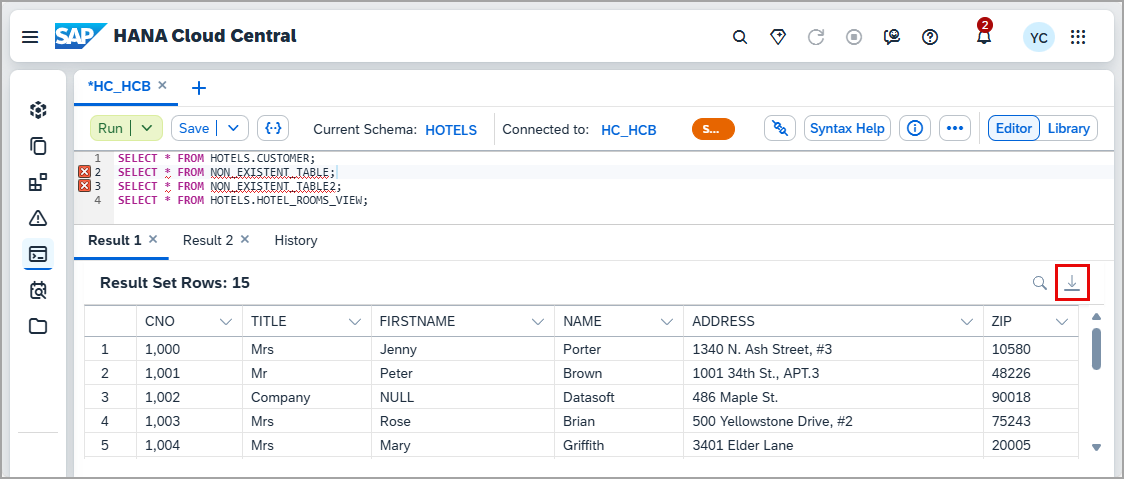 SAP HANA Cloud Central 2 YC
*HC_HCB
Run Save Current Schema: HOTELS Connected to: HC_HCB S... Syntax Help Editor Library
1 SELECT * FROM HOTELS.CUSTOMER;
2 SELECT * FROM NON_EXISTENT_TABLE;
3 SELECT * FROM NON_EXISTENT_TABLE2;
4 SELECT * FROM HOTELS.HOTEL_ROOMS_VIEW;
Result 1 Result 2 History
Result Set Rows: 15
CNO TITLE FIRSTNAME NAME ADDRESS ZIP
1 1,000 Mrs Jenny Porter 1340 N. Ash Street, #3 10580
2 1,001 Mr Peter Brown 1001 34th St., APT.3 48226
3 1,002 Company NULL Datasoft 486 Maple St. 90018
4 1,003 Mrs Rose Brian 500 Yellowstone Drive, #2 75243
5 1,004 Mrs Mary Griffith 3401 Elder Lane 20005